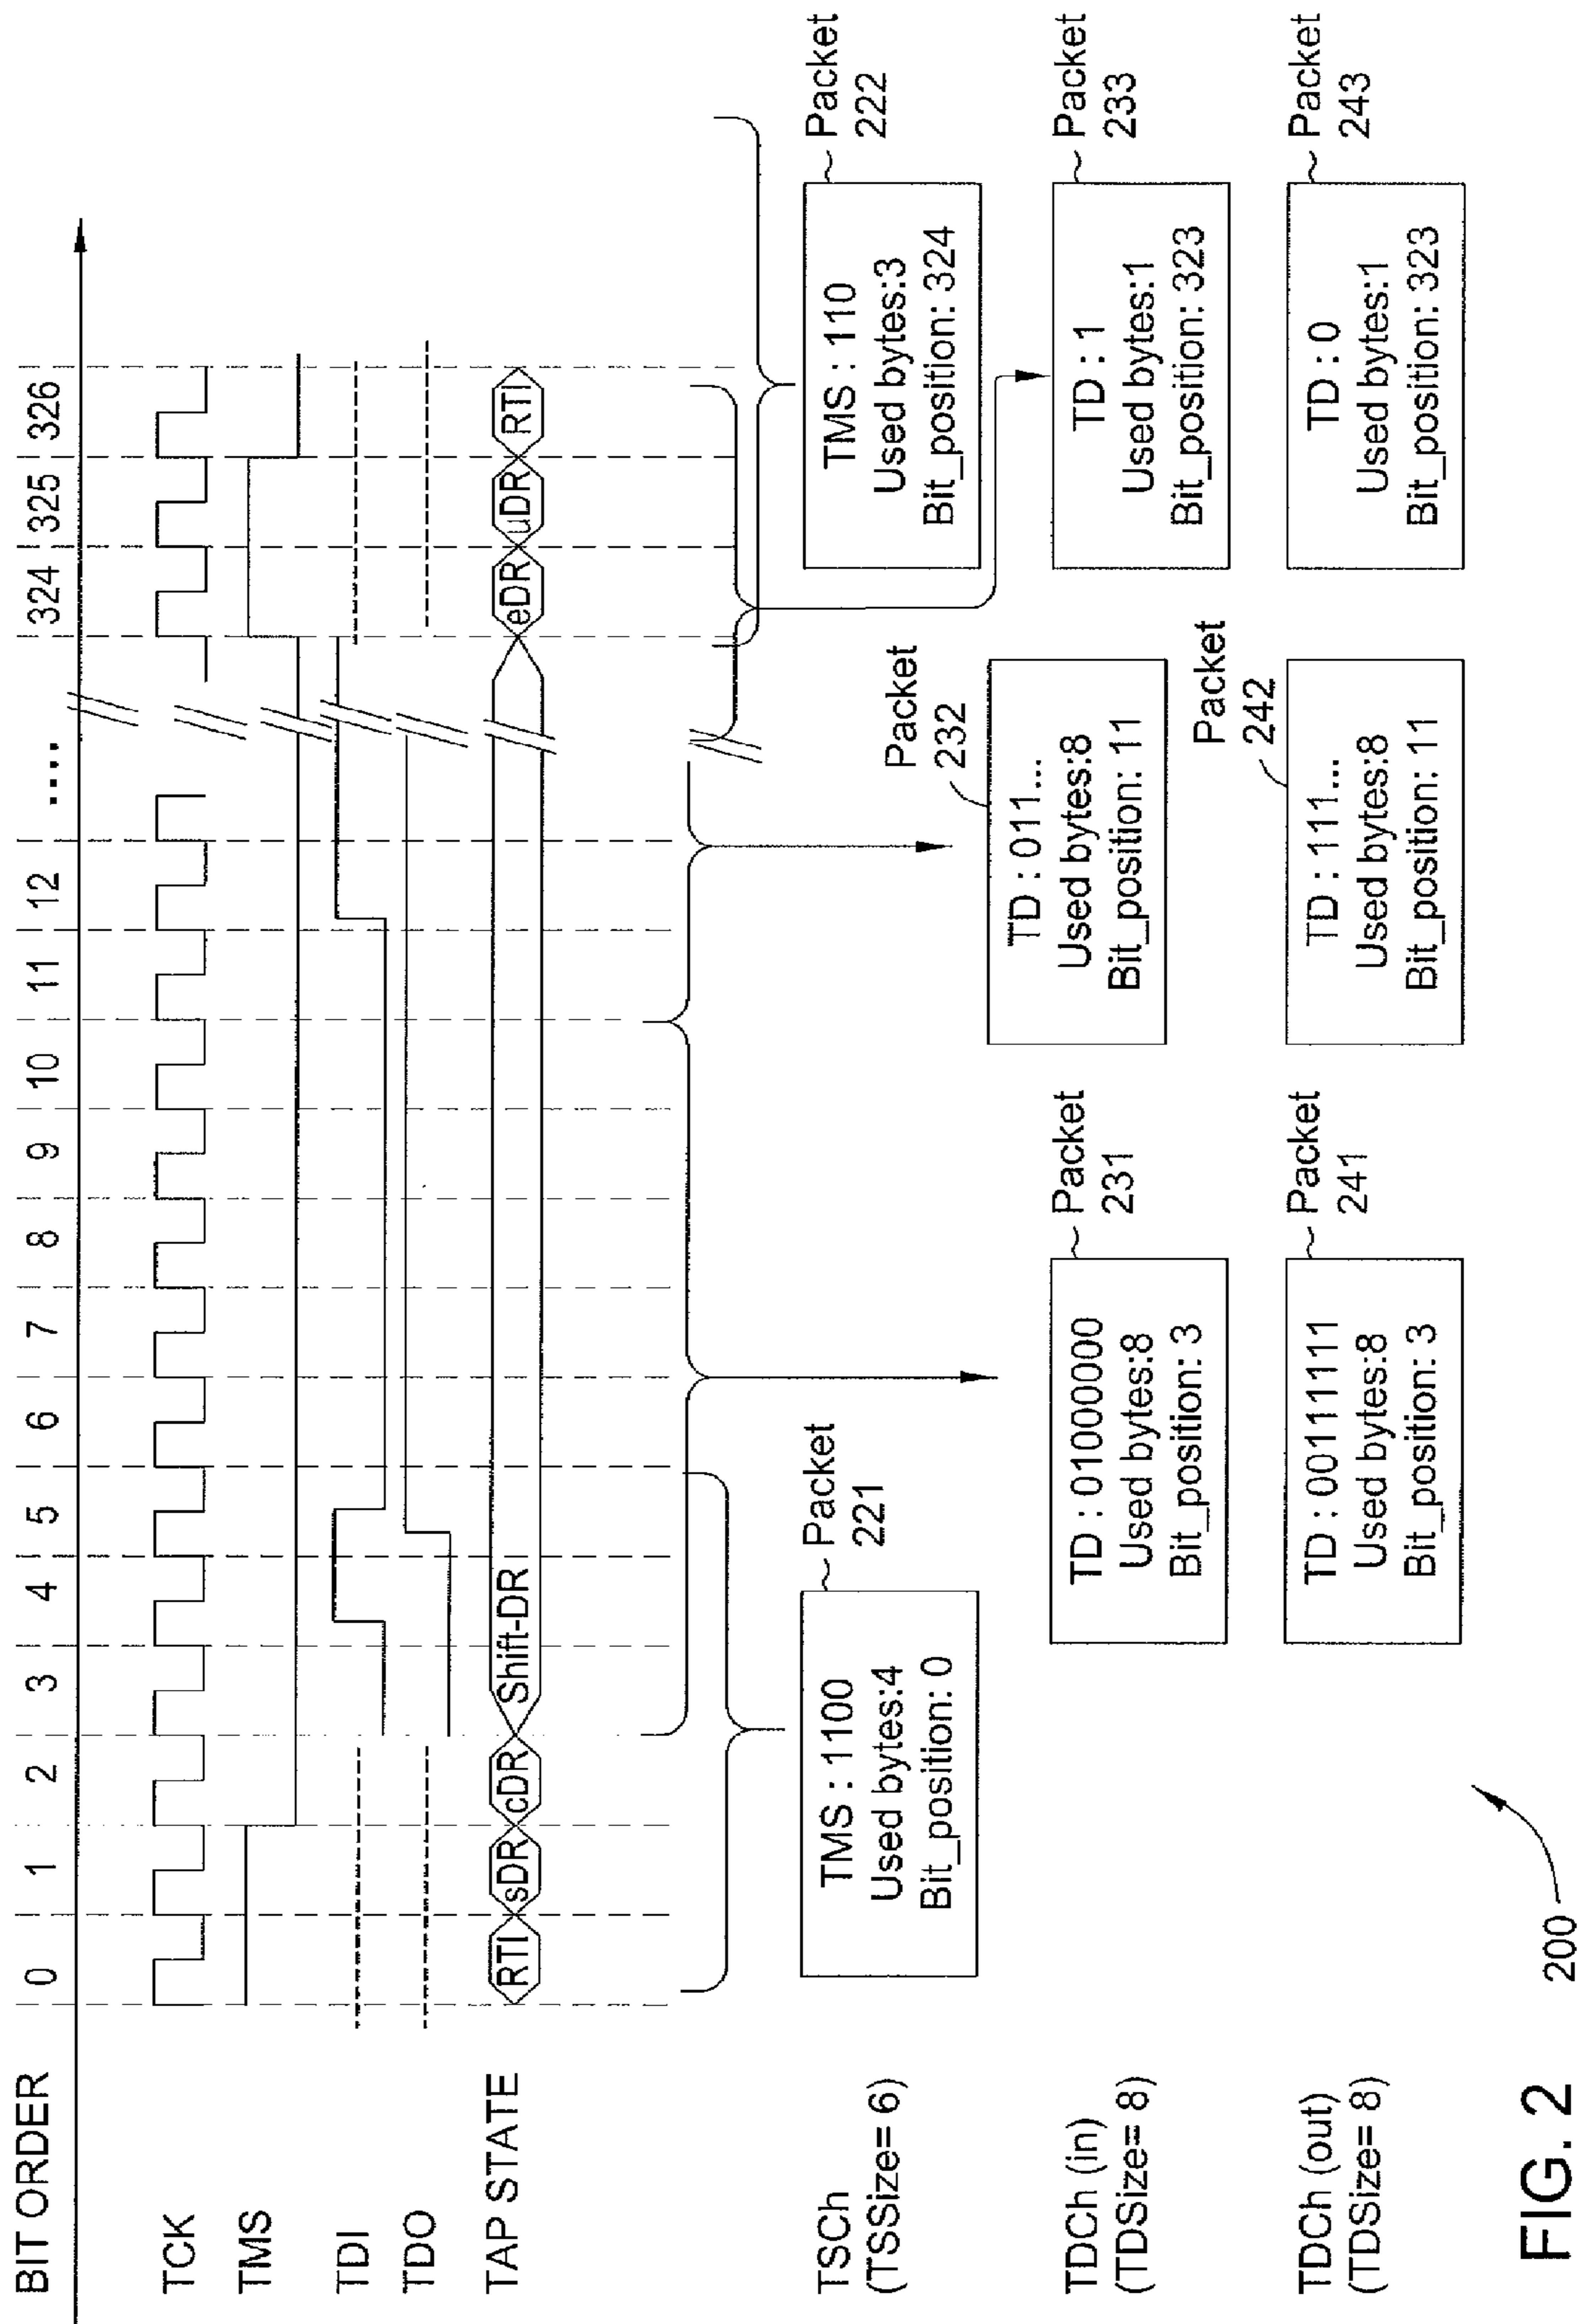 BIT ORDER
0 1 2 3 4 5 6 7 8 9 10 11 12 .... 324 325 326
TCK
TMS
TDI
TDO
TAP STATE
RTI sDR cDR Shift-DR eDR uDR RTI
TSCh
(TSSize= 6)
TMS : 1100
Used bytes:4
Bit_position: 0
Packet
221
TMS : 110
Used bytes:3
Bit_position: 324
Packet
222
TDCh (in)
(TDSize= 8)
TD : 01000000
Used bytes:8
Bit_position: 3
Packet
231
TD : 011...
Used bytes:8
Bit_position: 11
Packet
232
TD : 1
Used bytes:1
Bit_position: 323
Packet
233
TDCh (out)
(TDSize= 8)
TD : 00111111
Used bytes:8
Bit_position: 3
Packet
241
TD : 111...
Used bytes:8
Bit_position: 11
Packet
242
TD : 0
Used bytes:1
Bit_position: 323
Packet
243
200
FIG. 2